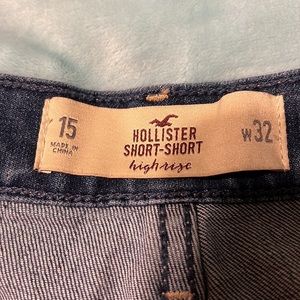 15
MADE IN
CHINA
HOLLISTER
SHORT-SHORT
high rise
W32